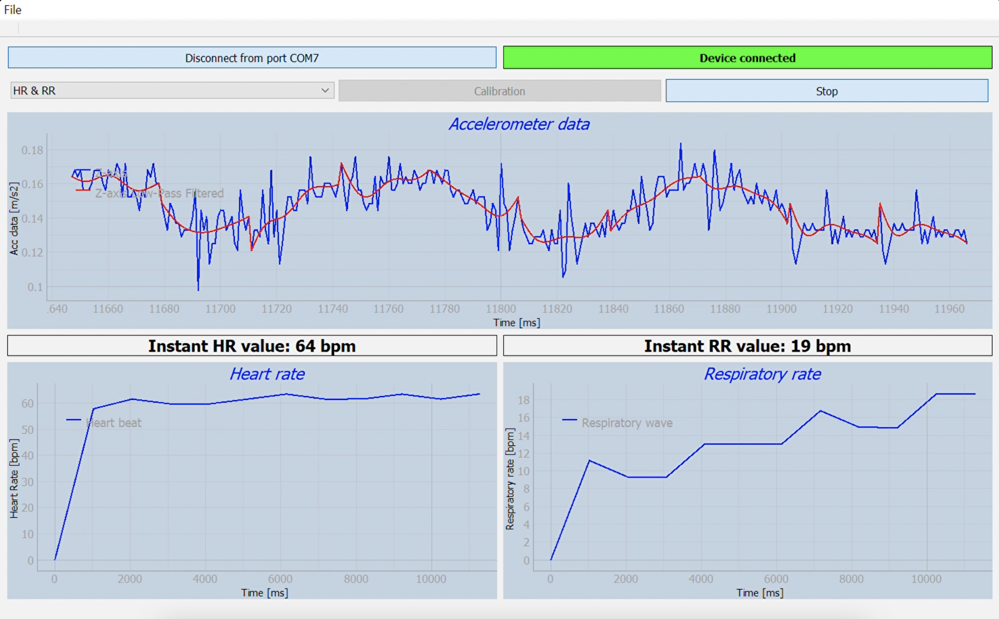 File
Disconnect from port COM7
Device connected
HR & RR
Calibration
Stop
Accelerometer data
Acc data [m/s2]
0.18
0.16
0.14
0.12
0.1
Z-axis
Z-axis Low-Pass Filtered
.640 11660 11680 11700 11720 11740 11760 11780 11800 11820 11840 11860 11880 11900 11920 11940 11960
Time [ms]
Instant HR value: 64 bpm
Instant RR value: 19 bpm
Heart rate
Heart Rate [bpm]
60
50
40
30
20
10
0
Heart beat
0 2000 4000 6000 8000 10000
Time [ms]
Respiratory rate
Respiratory rate [bpm]
18
16
14
12
10
8
6
4
2
0
Respiratory wave
0 2000 4000 6000 8000 10000
Time [ms]